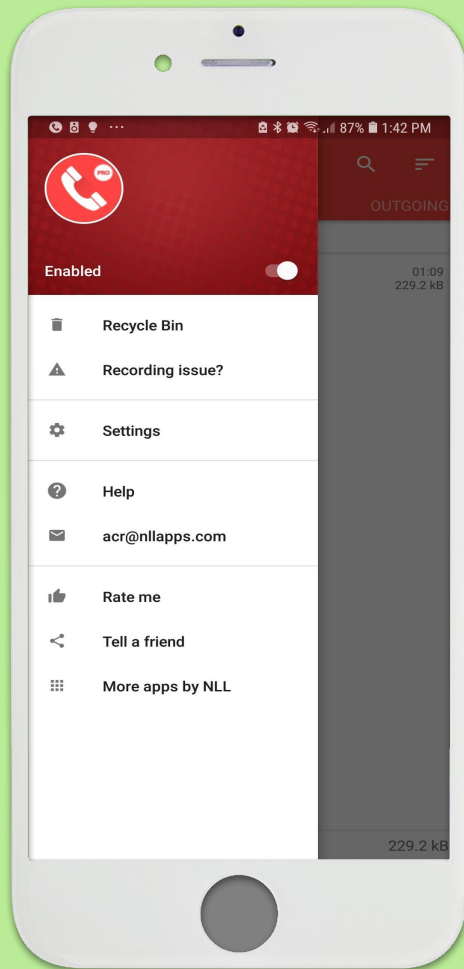 87% 1:42 PM
PRO
OUTGOING
Enabled
01:09
229.2 kB
Recycle Bin
Recording issue?
Settings
Help
acr@nllapps.com
Rate me
Tell a friend
More apps by NLL
229.2 kB